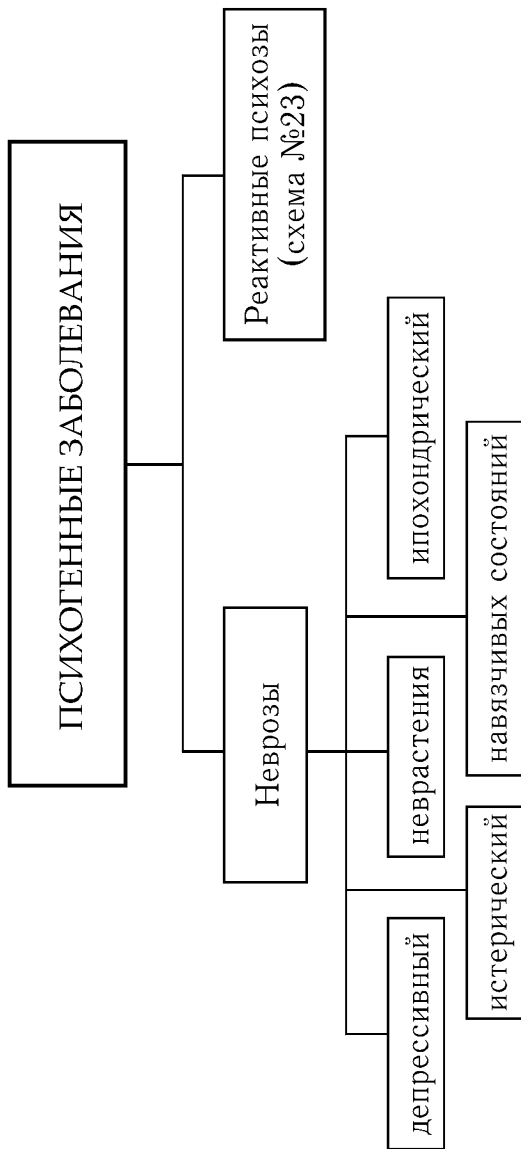 ПСИХОГЕННЫЕ ЗАБОЛЕВАНИЯ
Неврозы
Реактивные психозы
(схема №23)
депрессивный
неврастения
ипохондрический
истерический
навязчивых состояний